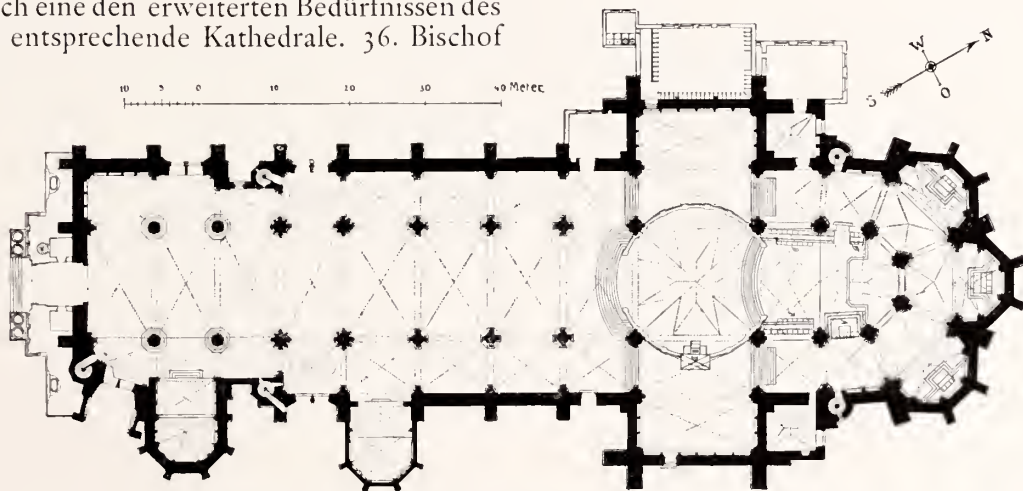 ch eine den erweiterten Bedürfnissen des
entsprechende Kathedrale. 36. Bischof
10 5 0 10 20 30 40 Meter.
W N
S O